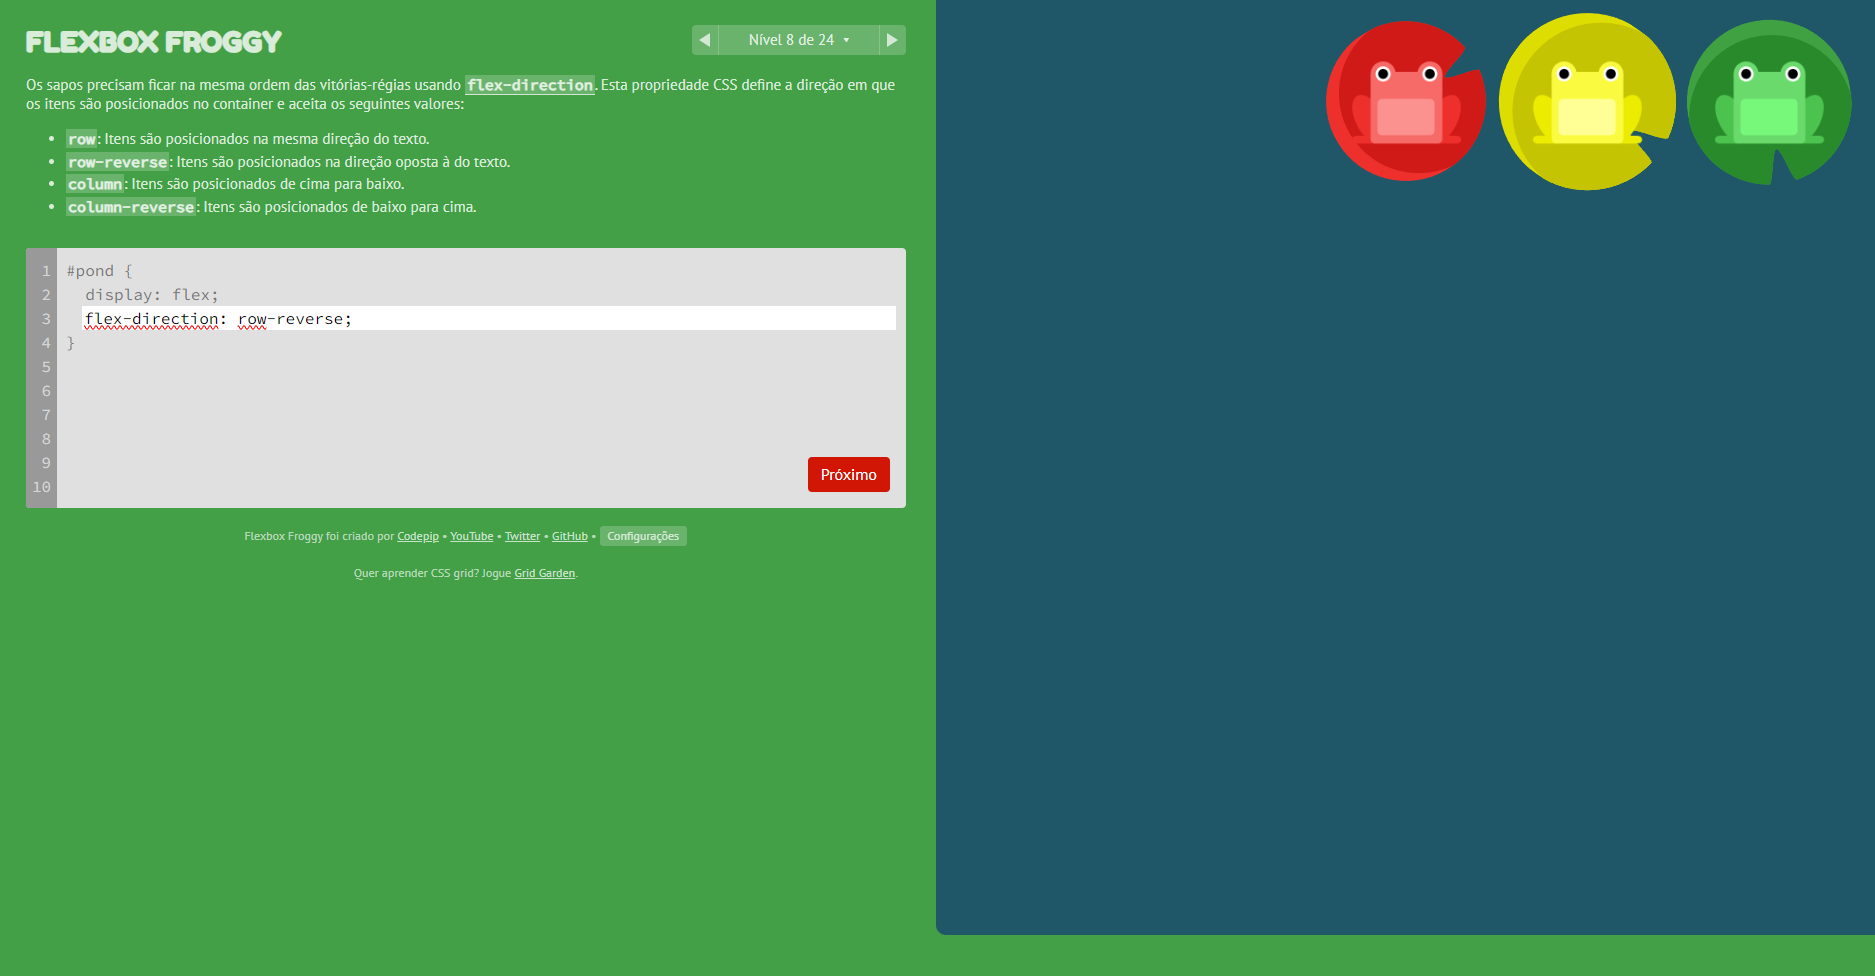 FLEXBOX FROGGY
Nível 8 de 24
Os sapos precisam ficar na mesma ordem das vitórias-régias usando flex-direction. Esta propriedade CSS define a direção em que
os itens são posicionados no container e aceita os seguintes valores:
• row: Itens são posicionados na mesma direção do texto.
• row-reverse: Itens são posicionados na direção oposta à do texto.
• column: Itens são posicionados de cima para baixo.
• column-reverse: Itens são posicionados de baixo para cima.
1 #pond {
2 display: flex;
3 flex-direction: row-reverse;
4 }
5
6
7
8
9
10
Próximo
Flexbox Froggy foi criado por Codepip • YouTube • Twitter • GitHub • Configurações
Quer aprender CSS grid? Jogue Grid Garden.